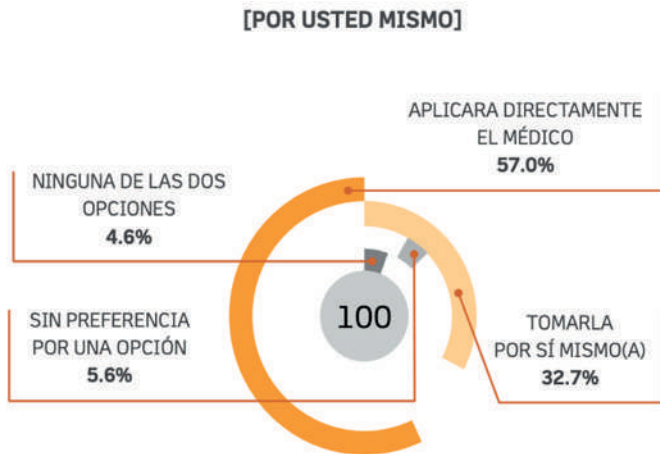 [POR USTED MISMO]
APLICARA DIRECTAMENTE
EL MÉDICO
57.0%
NINGUNA DE LAS DOS
OPCIONES
4.6%
100
SIN PREFERENCIA
POR UNA OPCIÓN
5.6%
TOMARLA
POR SÍ MISMO(A)
32.7%